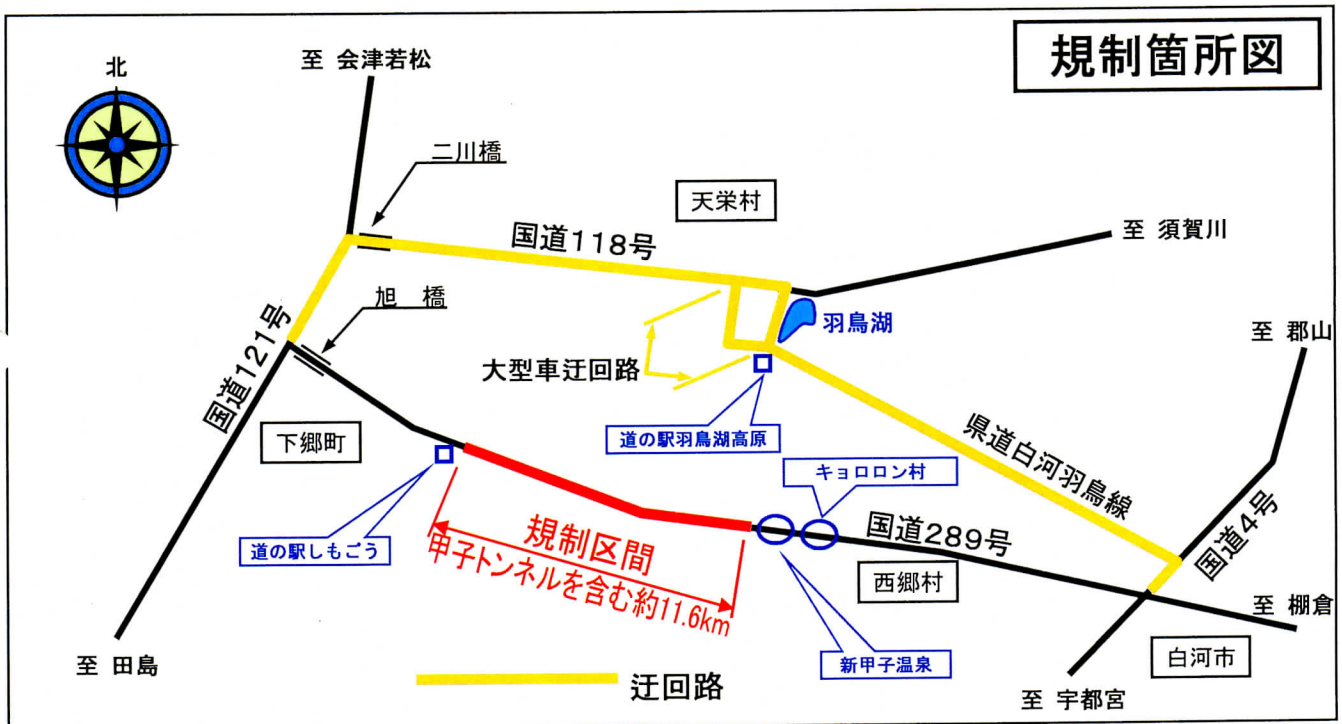 規制箇所図
北
至 会津若松
二川橋
天栄村
国道118号
至 須賀川
旭 橋
羽鳥湖
至 郡山
国道121号
大型車迂回路
下郷町
道の駅羽鳥湖高原
県道白河羽鳥線
キョロロン村
道の駅しもごう
規制区間
甲子トンネルを含む約11.6km
国道289号
国道4号
西郷村
至 棚倉
至 田島
新甲子温泉
白河市
迂回路
至 宇都宮